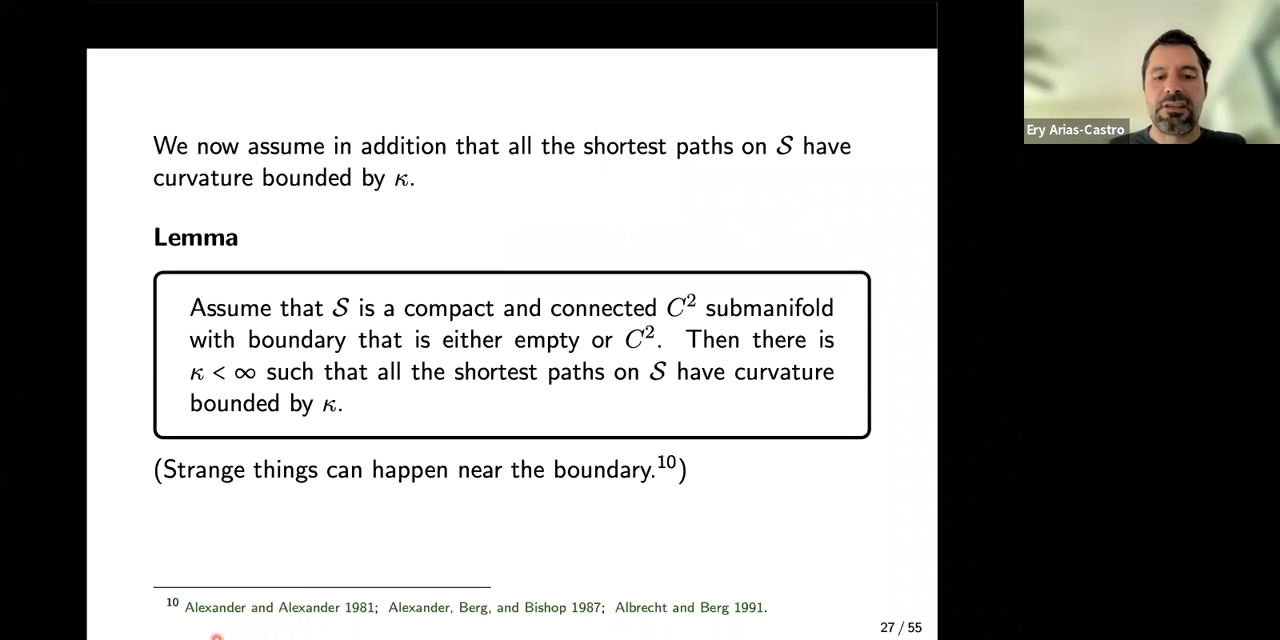 We now assume in addition that all the shortest paths on 𝒮 have
curvature bounded by κ.
Lemma
Assume that 𝒮 is a compact and connected C² submanifold
with boundary that is either empty or C². Then there is
κ < ∞ such that all the shortest paths on 𝒮 have curvature
bounded by κ.
(Strange things can happen near the boundary.¹⁰)
¹⁰ Alexander and Alexander 1981; Alexander, Berg, and Bishop 1987; Albrecht and Berg 1991.
27 / 55
Ery Arias-Castro